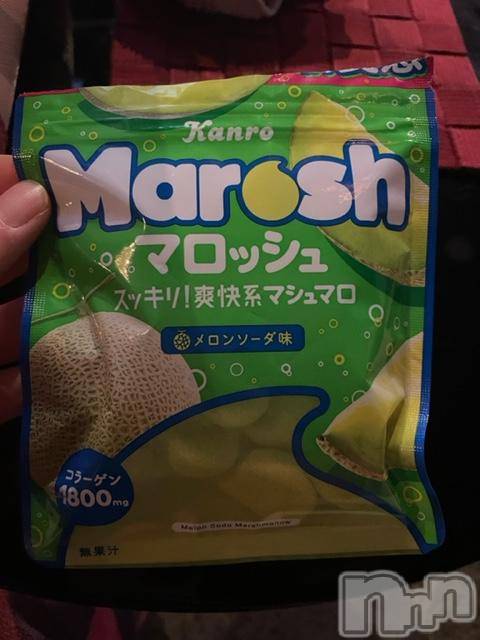 Kanro
Marosh
マロッシュ
スッキリ!爽快系マシュマロ
メロンソーダ味
コラーゲン
1800mg
Melon Soda Marshmallow
無果汁
nnn